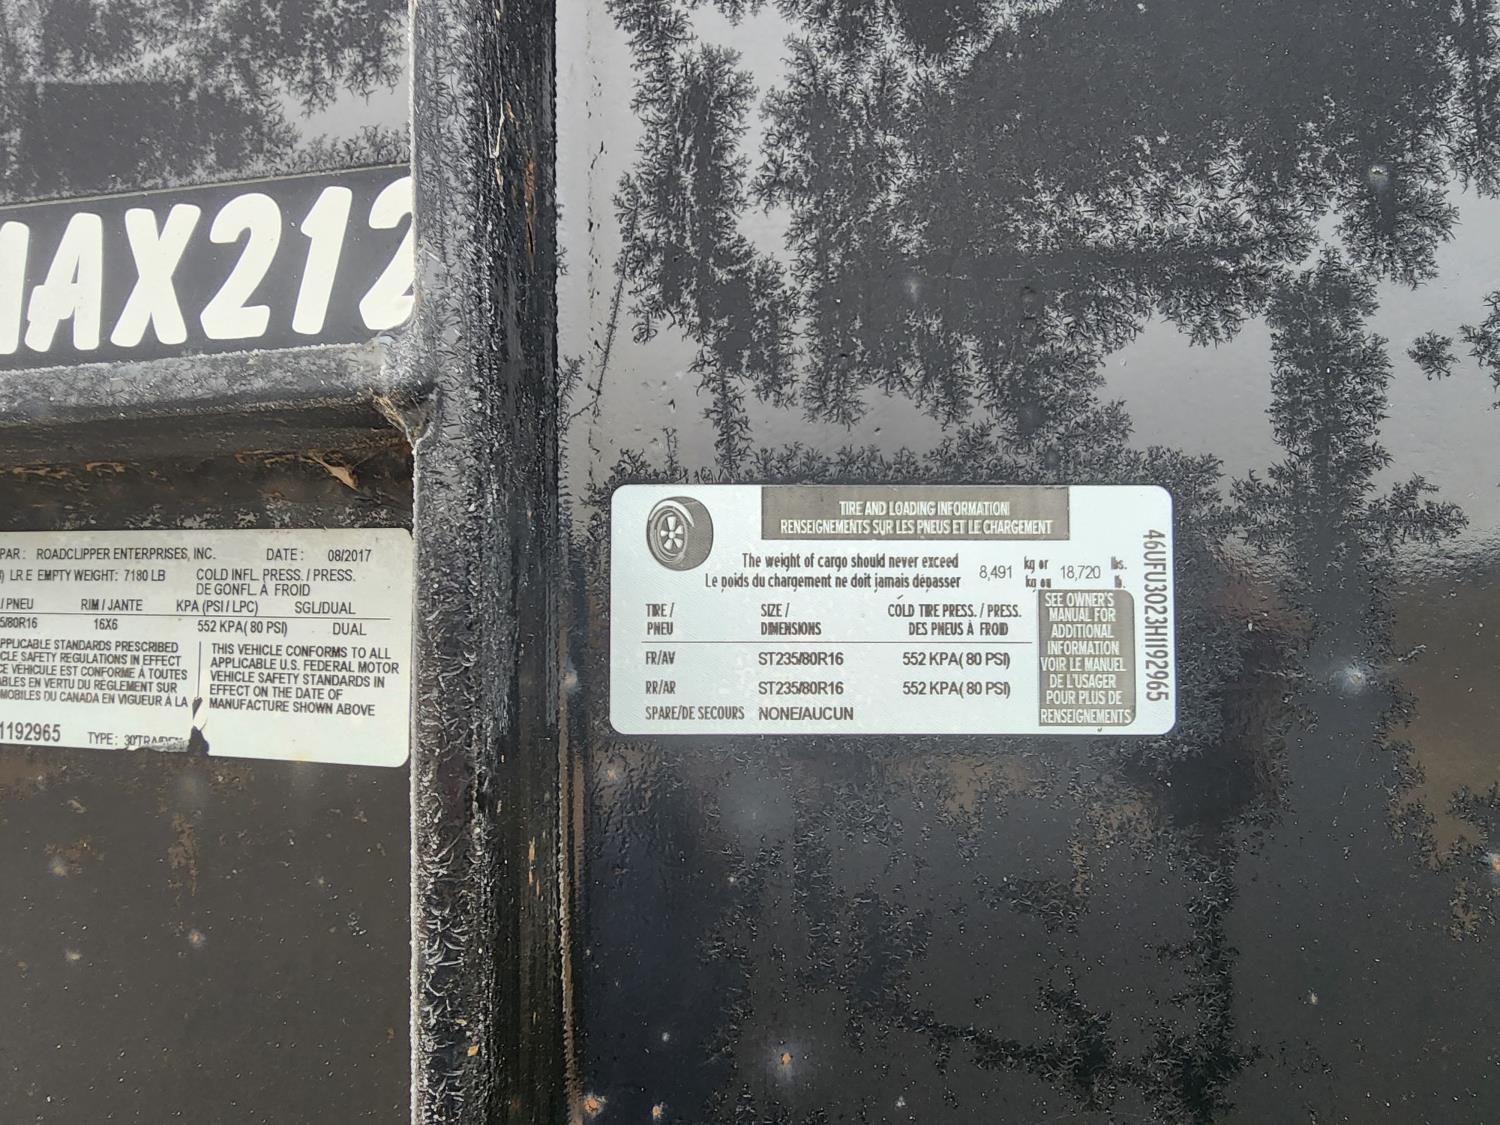 AX212
PAR: ROADCLIPPER ENTERPRISES, INC. DATE: 08/2017
LR E EMPTY WEIGHT: 7180 LB COLD INFL. PRESS. / PRESS.
DE GONFL. À FROID
/ PNEU RIM / JANTE KPA (PSI / LPC) SGL/DUAL
5/80R16 16X6 552 KPA( 80 PSI) DUAL
APPLICABLE STANDARDS PRESCRIBED
SAFETY REGULATIONS IN EFFECT
CE VEHICULE EST CONFORME À TOUTES
EN VERTU DU REGLEMENT SUR
MOBILES DU CANADA EN VIGUEUR À LA
THIS VEHICLE CONFORMS TO ALL
APPLICABLE U.S. FEDERAL MOTOR
VEHICLE SAFETY STANDARDS IN
EFFECT ON THE DATE OF
MANUFACTURE SHOWN ABOVE
1192965 TYPE:
TIRE AND LOADING INFORMATION
RENSEIGNEMENTS SUR LES PNEUS ET LE CHARGEMENT
The weight of cargo should never exceed 8,491 kg or 18,720 lbs.
Le poids du chargement ne doit jamais dépasser kg ou lb.
TIRE / SIZE / COLD TIRE PRESS. / PRESS.
PNEU DIMENSIONS DES PNEUS À FROID
FR/AV ST235/80R16 552 KPA( 80 PSI)
RR/AR ST235/80R16 552 KPA( 80 PSI)
SPARE/DE SECOURS NONE/AUCUN
SEE OWNER'S
MANUAL FOR
ADDITIONAL
INFORMATION
VOIR LE MANUEL
DE L'USAGER
POUR PLUS DE
RENSEIGNEMENTS
46UFU3023H1192965